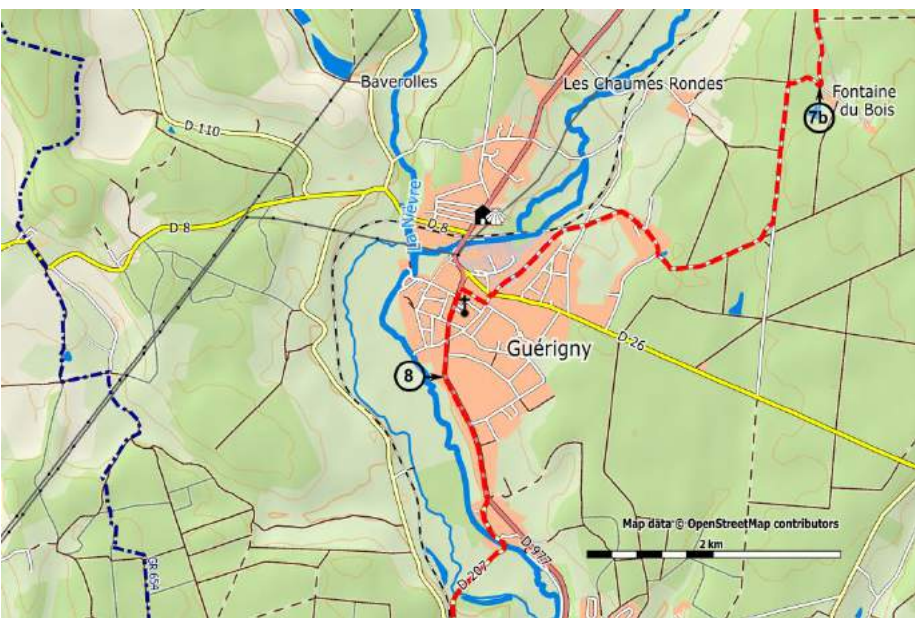 Baverolles
Les Chaumes Rondes
Fontaine
du Bois
7b
D 110
La Nièvre
D 8
D 8
Guérigny
D 26
8
Map data © OpenStreetMap contributors
2 km
D 977
GR 654
D 207